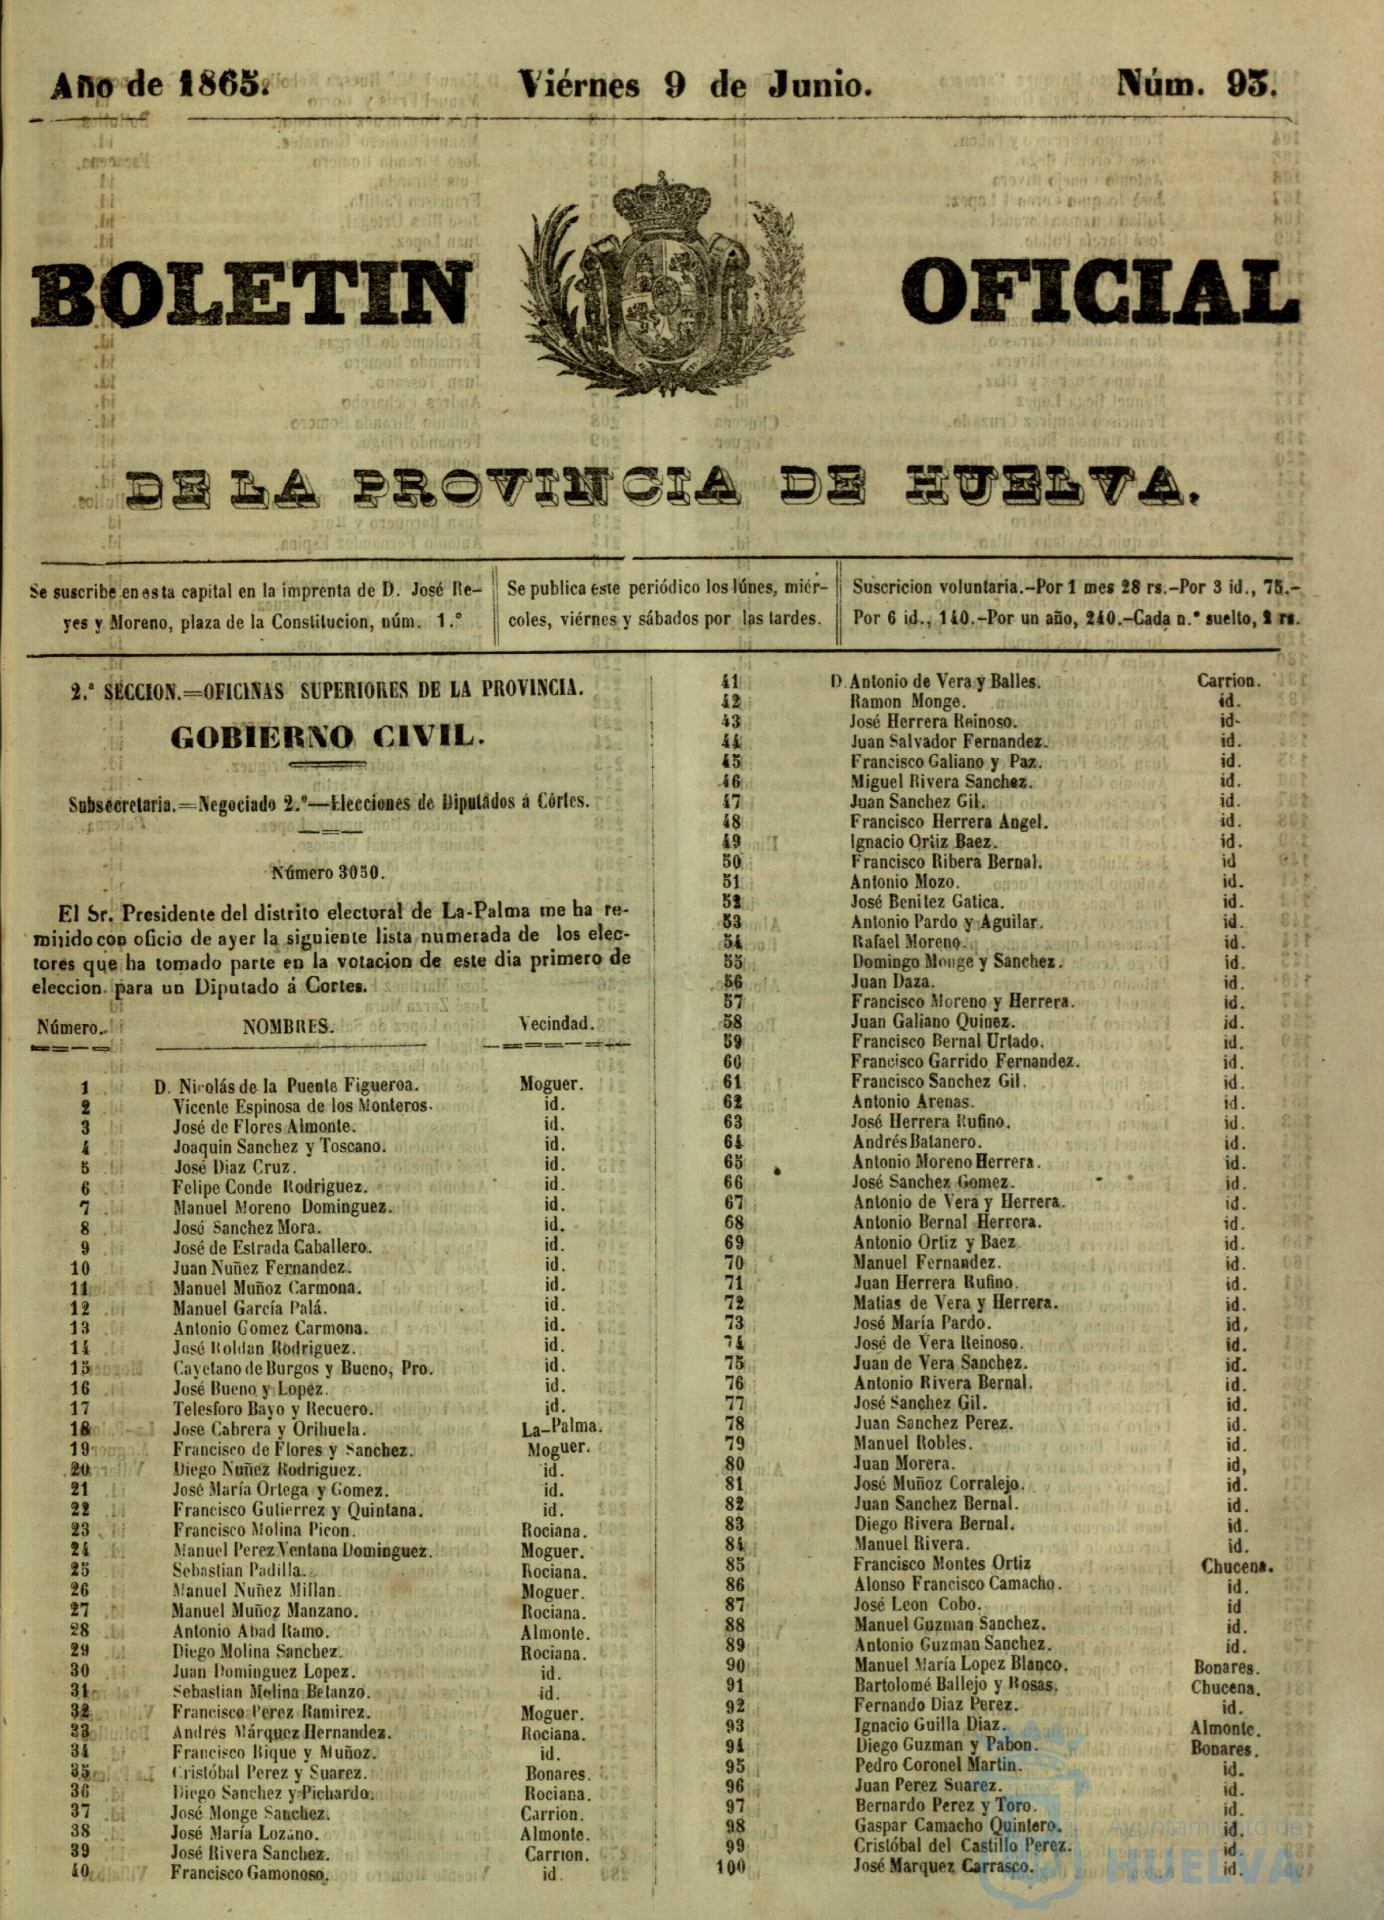 Año de 1865.
Viérnes 9 de Junio.
Núm. 93.
BOLETIN OFICIAL
DE LA PROVINCIA DE HUELVA.
Se suscribe en esta capital en la imprenta de D. José Re-
yes y Moreno, plaza de la Constitucion, núm. 1.°
Se publica este periódico los lúnes, miér-
coles, viérnes y sábados por las tardes.
Suscricion voluntaria.-Por 1 mes 28 rs.-Por 3 id., 75.-
Por 6 id., 140.-Por un año, 240.-Cada n.° suelto, 2 rs.
2.ª SECCION.=OFICINAS SUPERIORES DE LA PROVINCIA.
GOBIERNO CIVIL.
Subsecretaria.=Negociado 2.°—Elecciones de Diputados á Córtes.
Número 3050.
El Sr. Presidente del distrito electoral de La-Palma me ha re-
mitido con oficio de ayer la siguiente lista numerada de los elec-
tores que ha tomado parte en la votacion de este dia primero de
eleccion para un Diputado á Cortes.
Número. NOMBRES. Vecindad.
1 D. Nicolás de la Puente Figueroa. Moguer.
2 Vicente Espinosa de los Monteros. id.
3 José de Flores Almonte. id.
4 Joaquin Sanchez y Toscano. id.
5 José Diaz Cruz. id.
6 Felipe Conde Rodriguez. id.
7 Manuel Moreno Dominguez. id.
8 José Sanchez Mora. id.
9 José de Estrada Caballero. id.
10 Juan Nuñez Fernandez. id.
11 Manuel Muñoz Carmona. id.
12 Manuel García Palá. id.
13 Antonio Gomez Carmona. id.
14 José Roldan Rodriguez. id.
15 Cayetano de Burgos y Bueno, Pro. id.
16 José Bueno y Lopez. id.
17 Telesforo Bayo y Recuero. id.
18 Jose Cabrera y Orihuela. La-Palma.
19 Francisco de Flores y Sanchez. Moguer.
20 Diego Nuñez Rodriguez. id.
21 José María Ortega y Gomez. id.
22 Francisco Gutierrez y Quintana. id.
23 Francisco Molina Picon. Rociana.
24 Manuel Perez Ventana Dominguez. Moguer.
25 Sebastian Padilla. Rociana.
26 Manuel Nuñez Millan. Moguer.
27 Manuel Muñoz Manzano. Rociana.
28 Antonio Abad Ramo. Almonte.
29 Diego Molina Sanchez. Rociana.
30 Juan Dominguez Lopez. id.
31 Sebastian Molina Betanzo. id.
32 Francisco Perez Ramirez. Moguer.
33 Andrés Márquez Hernandez. Rociana.
34 Francisco Rique y Muñoz. id.
35 Cristóbal Perez y Suarez. Bonares.
36 Diego Sanchez y Pichardo. Rociana.
37 José Monge Sanchez. Carrion.
38 José María Lozano. Almonte.
39 José Rivera Sanchez. Carrion.
40 Francisco Gamonoso. id.
41 D. Antonio de Vera y Balles. Carrion.
42 Ramon Monge. id.
43 José Herrera Reinoso. id-
44 Juan Salvador Fernandez. id.
45 Francisco Galiano y Paz. id.
46 Miguel Rivera Sanchez. id.
47 Juan Sanchez Gil. id.
48 Francisco Herrera Angel. id.
49 Ignacio Ortiz Baez. id.
50 Francisco Ribera Bernal. id
51 Antonio Mozo. id.
52 José Benitez Gatica. id.
53 Antonio Pardo y Aguilar. id.
54 Rafael Moreno. id.
55 Domingo Monge y Sanchez. id.
56 Juan Daza. id.
57 Francisco Moreno y Herrera. id.
58 Juan Galiano Quinez. id.
59 Francisco Bernal Urtado. id.
60 Francisco Garrido Fernandez. id.
61 Francisco Sanchez Gil. id.
62 Antonio Arenas. id.
63 José Herrera Rufino. id.
64 Andrés Batanero. id.
65 Antonio Moreno Herrera. id.
66 José Sanchez Gomez. id.
67 Antonio de Vera y Herrera. id.
68 Antonio Bernal Herrera. id.
69 Antonio Ortiz y Baez id.
70 Manuel Fernandez. id.
71 Juan Herrera Rufino. id.
72 Matias de Vera y Herrera. id.
73 José María Pardo. id,
74 José de Vera Reinoso. id.
75 Juan de Vera Sanchez. id.
76 Antonio Rivera Bernal. id.
77 José Sanchez Gil. id.
78 Juan Sanchez Perez. id.
79 Manuel Robles. id.
80 Juan Morera. id,
81 José Muñoz Corralejo. id.
82 Juan Sanchez Bernal. id.
83 Diego Rivera Bernal. id.
84 Manuel Rivera. id.
85 Francisco Montes Ortiz Chucena.
86 Alonso Francisco Camacho. id.
87 José Leon Cobo. id
88 Manuel Guzman Sanchez. id.
89 Antonio Guzman Sanchez. id.
90 Manuel María Lopez Blanco. Bonares.
91 Bartolomé Ballejo y Rosas. Chucena.
92 Fernando Diaz Perez. id.
93 Ignacio Guilla Diaz. Almonte.
94 Diego Guzman y Pabon. Bonares.
95 Pedro Coronel Martin. id.
96 Juan Perez Suarez. id.
97 Bernardo Perez y Toro. id.
98 Gaspar Camacho Quintero. id.
99 Cristóbal del Castillo Perez. id.
100 José Marquez Carrasco. id.
Ayuntamiento de
HUELVA